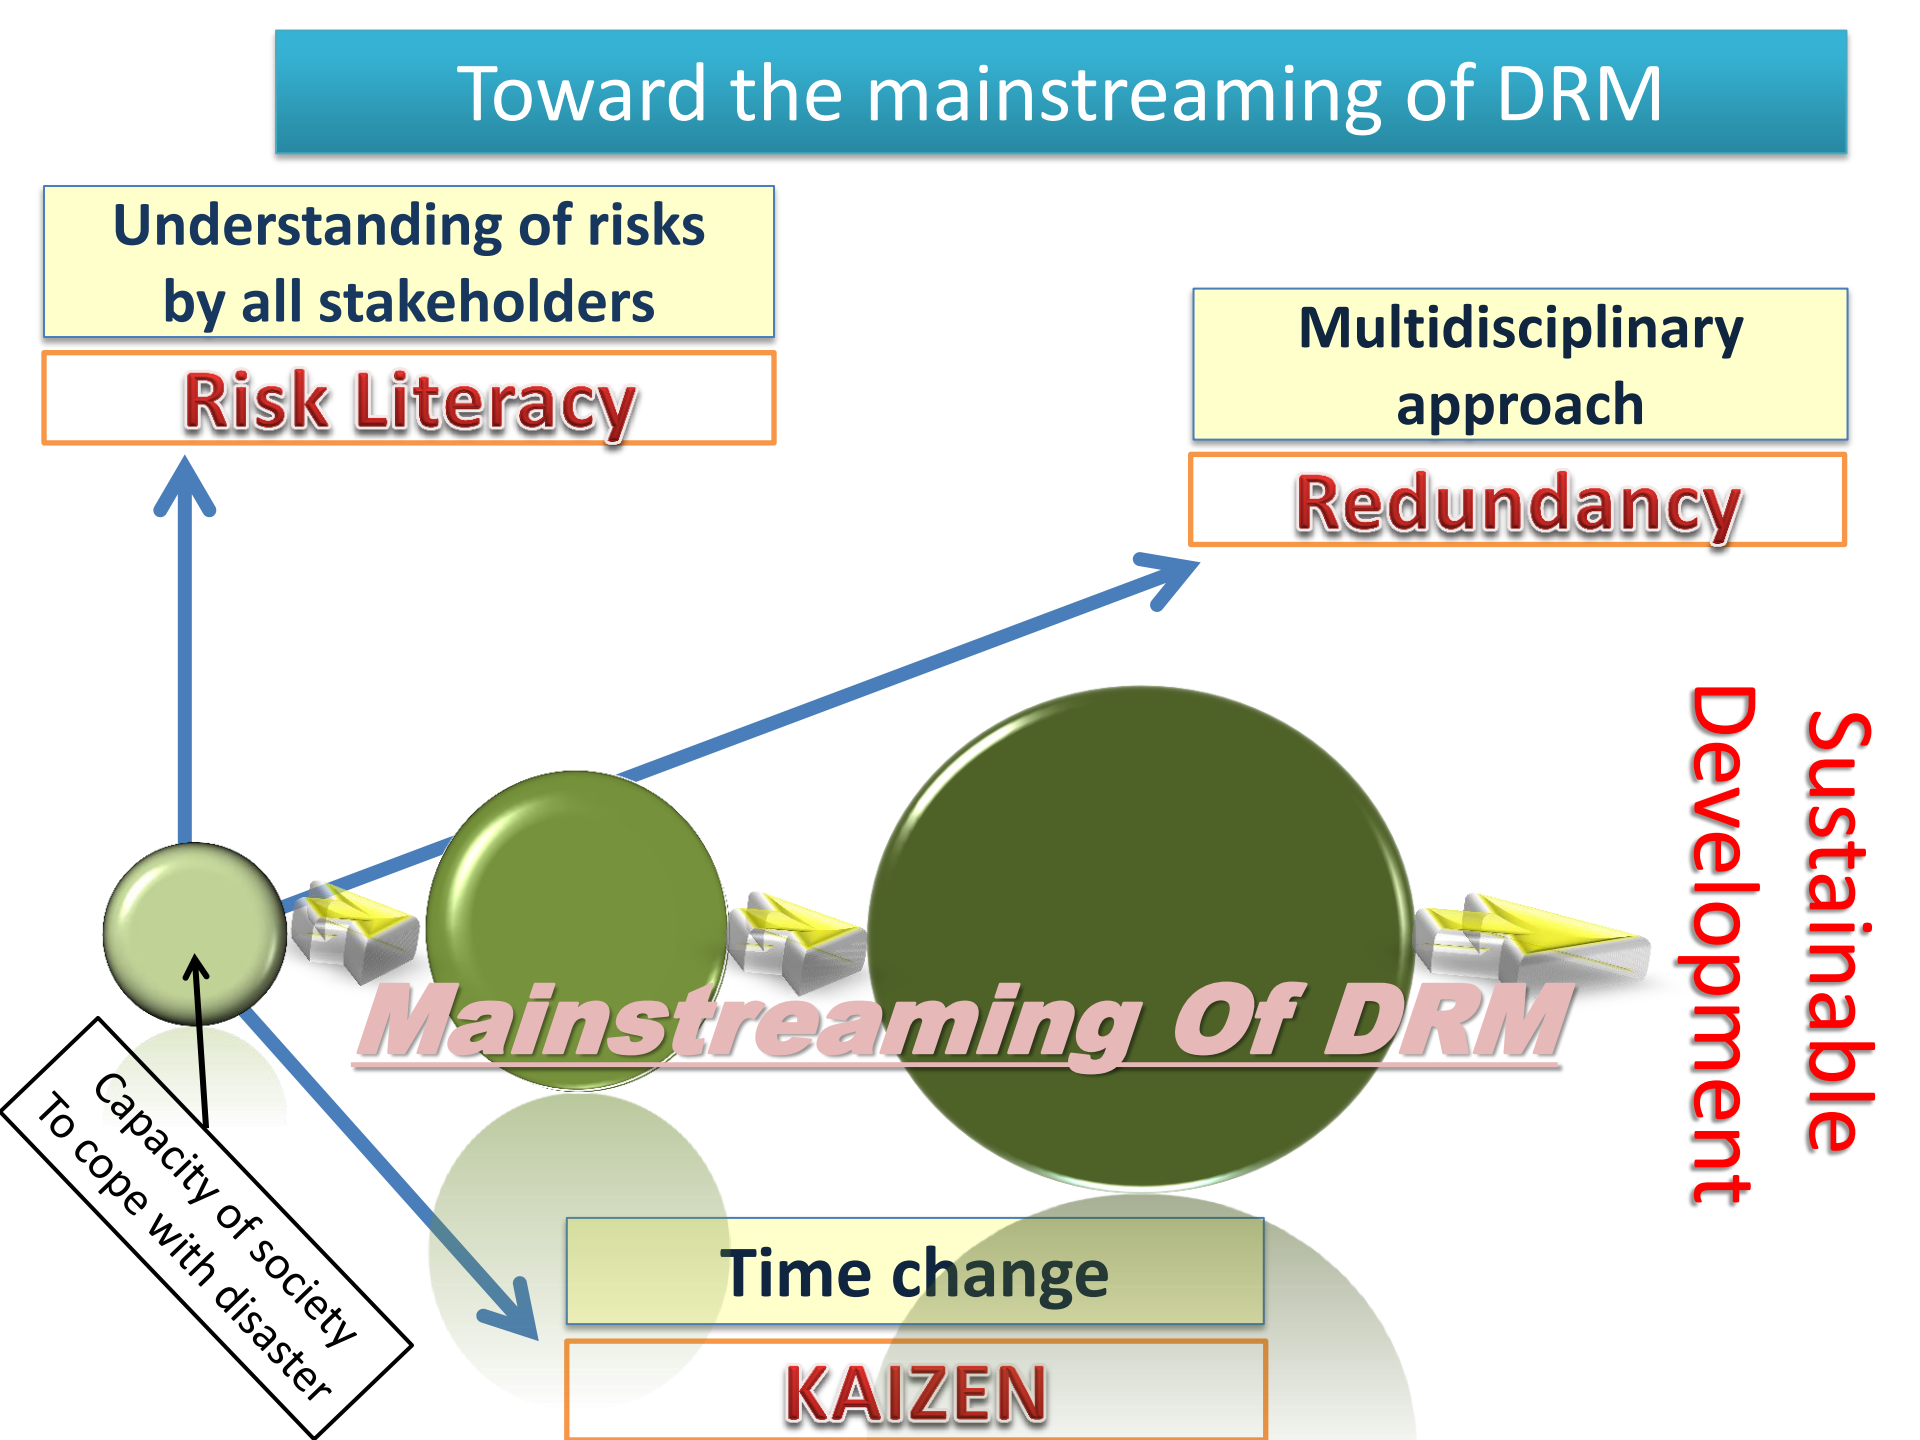 Toward the mainstreaming of DRM
Understanding of risks
by all stakeholders
Risk Literacy
Multidisciplinary
approach
Redundancy
Sustainable
Development
Mainstreaming Of DRM
Capacity of society
To cope with disaster
Time change
KAIZEN